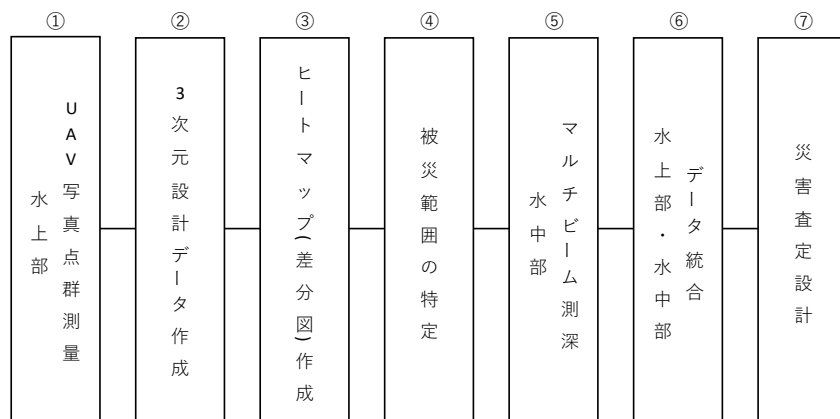 ①
UAV写真点群測量
水上部
②
3次元設計データ作成
③
ヒートマップ(差分図)作成
④
被災範囲の特定
⑤
マルチビーム測深
水中部
⑥
データ統合
水上部・水中部
⑦
災害査定設計